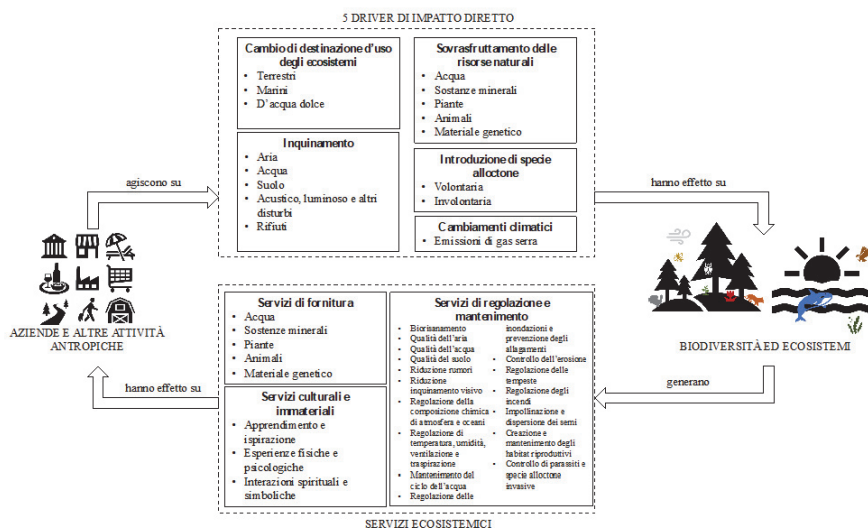 5 DRIVER DI IMPATTO DIRETTO
Cambio di destinazione d'uso
degli ecosistemi
• Terrestri
• Marini
• D'acqua dolce
Inquinamento
• Aria
• Acqua
• Suolo
• Acustico, luminoso e altri
disturbi
• Rifiuti
Sovrasfruttamento delle
risorse naturali
• Acqua
• Sostanze minerali
• Piante
• Animali
• Materiale genetico
Introduzione di specie
alloctone
• Volontaria
• Involontaria
Cambiamenti climatici
• Emissioni di gas serra
agiscono su
hanno effetto su
AZIENDE E ALTRE ATTIVITÀ
ANTROPICHE
BIODIVERSITÀ ED ECOSISTEMI
hanno effetto su
generano
Servizi di fornitura
• Acqua
• Sostenze minerali
• Piante
• Animali
• Materiale genetico
Servizi culturali e
immateriali
• Apprendimento e
ispirazione
• Esperienze fisiche e
psicologiche
• Interazioni spirituali e
simboliche
Servizi di regolazione e
mantenimento
• Biorisanamento
• Qualità dell'aria
• Qualità dell'acqua
• Qualità del suolo
• Riduzione rumori
• Riduzione
inquinamento visivo
• Regolazione della
composizione chimica
di atmosfera e oceani
• Regolazione di
temperatura, umidità,
ventilazione e
traspirazione
• Mantenimento del
ciclo dell'acqua
• Regolazione delle
inondazioni e
prevenzione degli
allagamenti
• Controllo dell'erosione
• Regolazione delle
tempeste
• Regolazione degli
incendi
• Impollinazione e
dispersione dei semi
• Creazione e
mantenimento degli
habitat riproduttivi
• Controllo di parassiti e
specie alloctone
invasive
SERVIZI ECOSISTEMICI